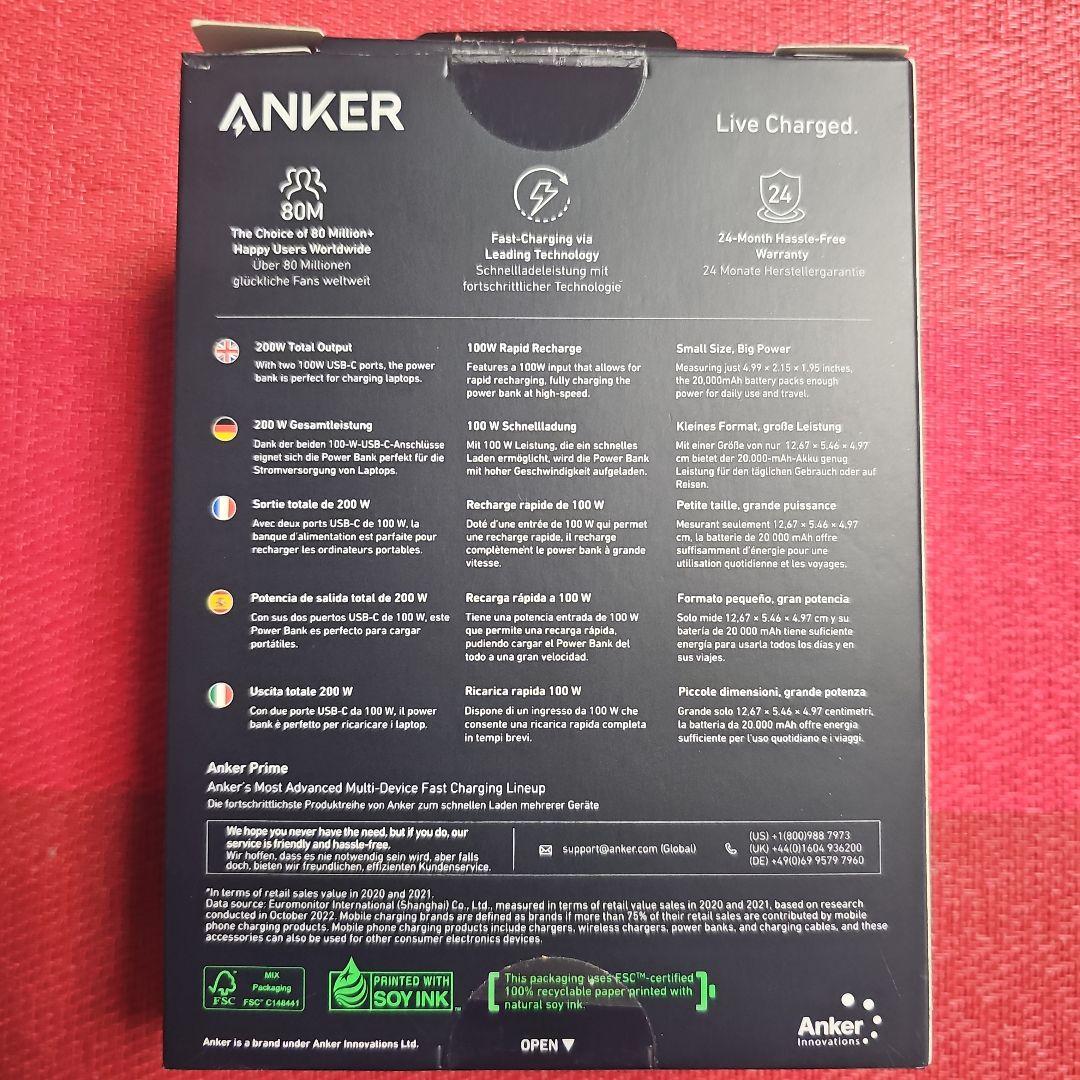 ANKER
Live Charged.
80M
The Choice of 80 Million+
Happy Users Worldwide
Über 80 Millionen
glückliche Fans weltweit
Fast-Charging via
Leading Technology
Schnellladeleistung mit
fortschrittlicher Technologie
24
24-Month Hassle-Free
Warranty
24 Monate Herstellergarantie
200W Total Output
With two 100W USB-C ports, the power
bank is perfect for charging laptops.
100W Rapid Recharge
Features a 100W input that allows for
rapid recharging, fully charging the
power bank at high-speed.
Small Size, Big Power
Measuring just 4.99 × 2.15 × 1.95 inches,
the 20,000mAh battery packs enough
power for daily use and travel.
200 W Gesamtleistung
Dank der beiden 100-W-USB-C-Anschlüsse
eignet sich die Power Bank perfekt für die
Stromversorgung von Laptops.
100 W Schnellladung
Mit 100 W Leistung, die ein schnelles
Laden ermöglicht, wird die Power Bank
mit hoher Geschwindigkeit aufgeladen.
Kleines Format, große Leistung
Mit einer Größe von nur 12,67 × 5.46 × 4.97
cm bietet der 20.000-mAh-Akku genug
Leistung für den täglichen Gebrauch oder auf
Reisen.
Sortie totale de 200 W
Avec deux ports USB-C de 100 W, la
banque d'alimentation est parfaite pour
recharger les ordinateurs portables.
Recharge rapide de 100 W
Doté d'une entrée de 100 W qui permet
une recharge rapide, il recharge
complètement le power bank à grande
vitesse.
Petite taille, grande puissance
Mesurant seulement 12,67 × 5.46 × 4.97
cm, la batterie de 20 000 mAh offre
suffisamment d'énergie pour une
utilisation quotidienne et les voyages.
Potencia de salida total de 200 W
Con sus dos puertos USB-C de 100 W, este
Power Bank es perfecto para cargar
portátiles.
Recarga rápida a 100 W
Tiene una potencia entrada de 100 W
que permite una recarga rápida,
pudiendo cargar el Power Bank del
todo a una gran velocidad.
Formato pequeño, gran potencia
Solo mide 12,67 × 5.46 × 4.97 cm y su
batería de 20 000 mAh tiene suficiente
energía para usarla todos los días y en
sus viajes.
Uscita totale 200 W
Con due porte USB-C da 100 W, il power
bank è perfetto per ricaricare i laptop.
Ricarica rapida 100 W
Dispone di un ingresso da 100 W che
consente una ricarica rapida completa
in tempi brevi.
Piccole dimensioni, grande potenza
Grande solo 12,67 × 5.46 × 4.97 centimetri,
la batteria da 20.000 mAh offre energia
sufficiente per l'uso quotidiano e i viaggi.
Anker Prime
Anker's Most Advanced Multi-Device Fast Charging Lineup
Die fortschrittlichste Produktreihe von Anker zum schnellen Laden mehrerer Geräte
We hope you never have the need, but if you do, our
service is friendly and hassle-free.
Wir hoffen, dass es nie notwendig sein wird, aber falls
doch, bieten wir freundlichen, effizienten Kundenservice.
support@anker.com (Global)
(US) +1(800)988 7973
(UK) +44(0)1604 936200
(DE) +49(0)69 9579 7960
*In terms of retail sales value in 2020 and 2021.
Data source: Euromonitor International (Shanghai) Co., Ltd., measured in terms of retail value sales in 2020 and 2021, based on research
conducted in October 2022. Mobile charging brands are defined as brands if more than 75% of their retail sales are contributed by mobile
phone charging products. Mobile phone charging products include chargers, wireless chargers, power banks, and charging cables, and these
accessories can also be used for other consumer electronics devices.
FSC
MIX
Packaging
FSC® C148441
PRINTED WITH
SOY INK™
This packaging uses FSC™-certified
100% recyclable paper printed with
natural soy ink.
Anker
Innovations
Anker is a brand under Anker Innovations Ltd.
OPEN ▼